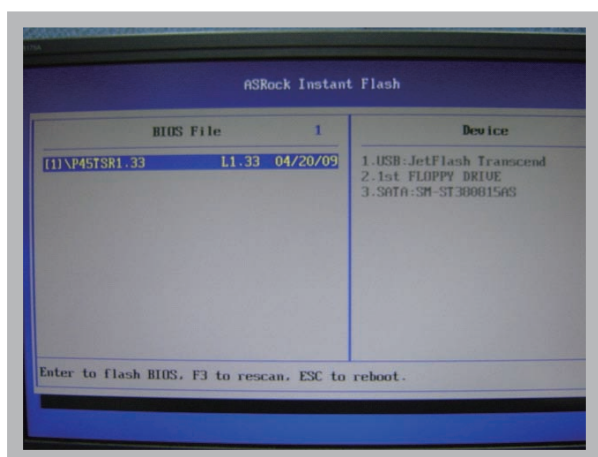 ASRock Instant Flash
BIOS File 1 Device
[1]\P45TSR1.33 L1.33 04/20/09
1.USB:JetFlash Transcend
2.1st FLOPPY DRIVE
3.SATA:SM-ST380815AS
Enter to flash BIOS. F3 to rescan. ESC to reboot.